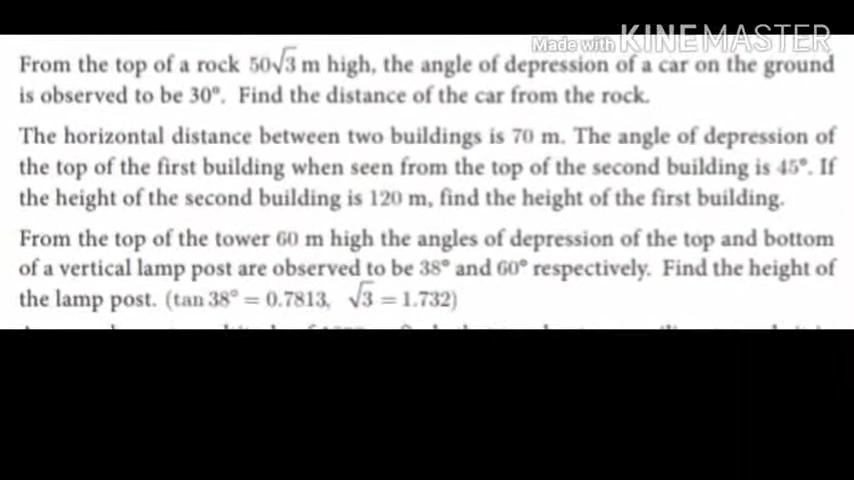 Made with KINEMASTER
From the top of a rock 50√3 m high, the angle of depression of a car on the ground
is observed to be 30°. Find the distance of the car from the rock.
The horizontal distance between two buildings is 70 m. The angle of depression of
the top of the first building when seen from the top of the second building is 45°. If
the height of the second building is 120 m, find the height of the first building.
From the top of the tower 60 m high the angles of depression of the top and bottom
of a vertical lamp post are observed to be 38° and 60° respectively. Find the height of
the lamp post. (tan 38° = 0.7813, √3 = 1.732)